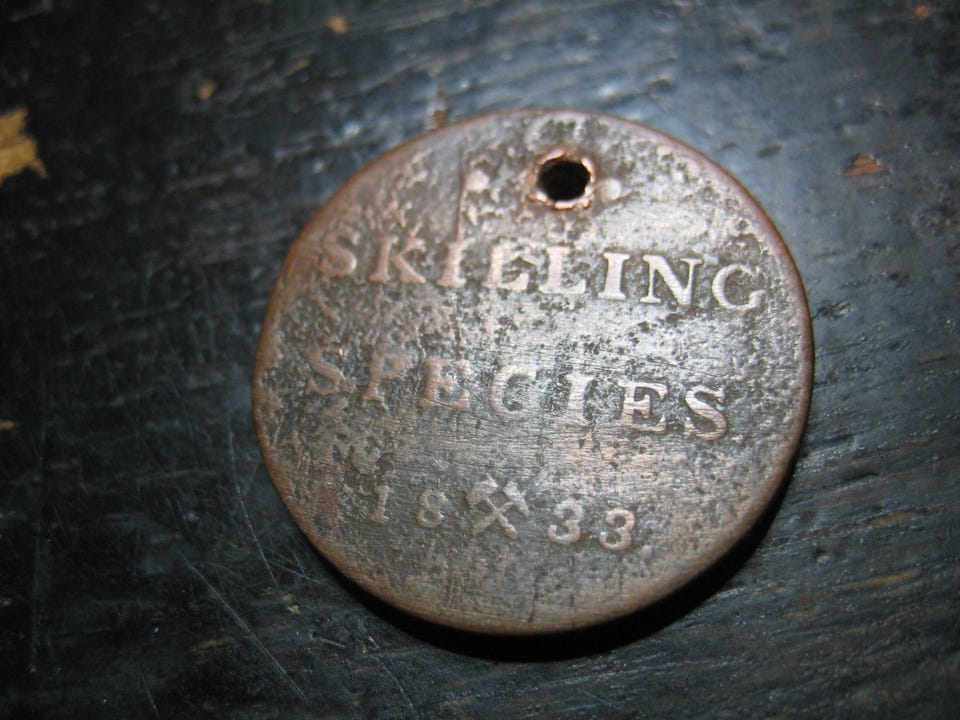 SKILLING
SPECIES
18 33.